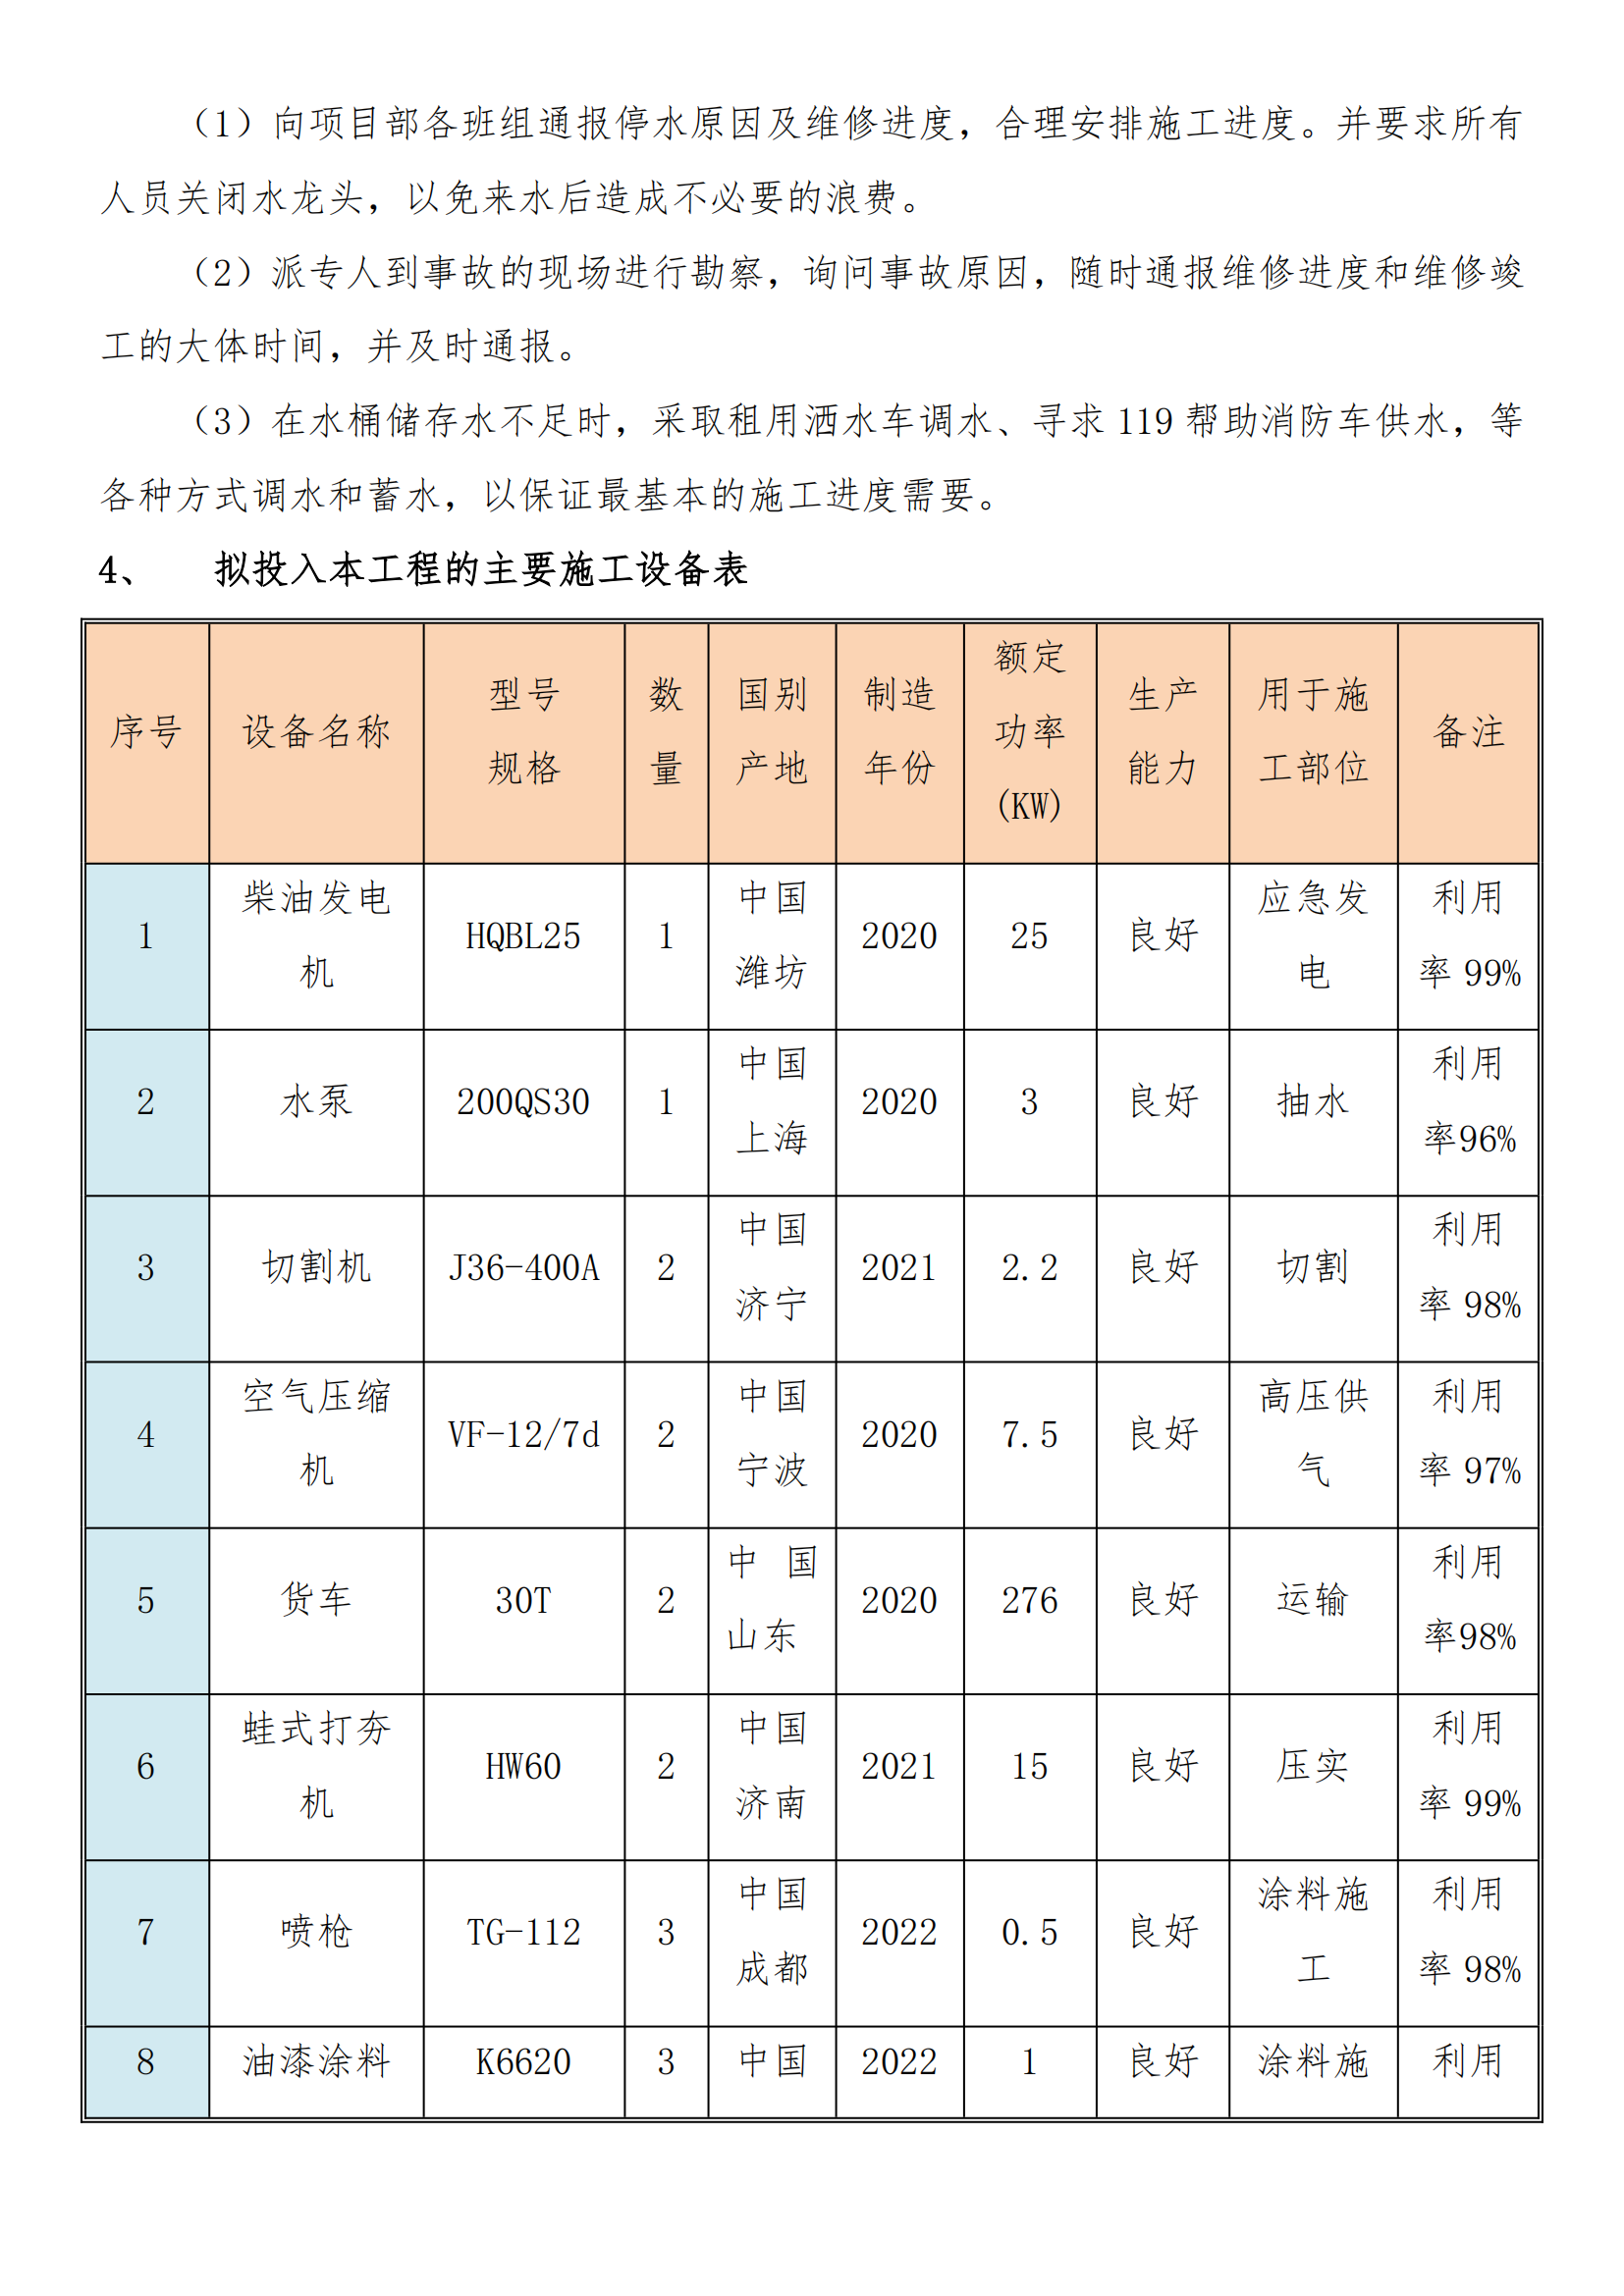 （1）向项目部各班组通报停水原因及维修进度，合理安排施工进度。并要求所有
人员关闭水龙头，以免来水后造成不必要的浪费。
（2）派专人到事故的现场进行勘察，询问事故原因，随时通报维修进度和维修竣
工的大体时间，并及时通报。
（3）在水桶储存水不足时，采取租用洒水车调水、寻求 119 帮助消防车供水，等
各种方式调水和蓄水，以保证最基本的施工进度需要。
4、 拟投入本工程的主要施工设备表
序号 设备名称 型号 规格 数 量 国别 产地 制造 年份 额定 功率 (KW) 生产 能力 用于施 工部位 备注
1 柴油发电 机 HQBL25 1 中国 潍坊 2020 25 良好 应急发 电 利用 率 99%
2 水泵 200QS30 1 中国 上海 2020 3 良好 抽水 利用 率96%
3 切割机 J36-400A 2 中国 济宁 2021 2.2 良好 切割 利用 率 98%
4 空气压缩 机 VF-12/7d 2 中国 宁波 2020 7.5 良好 高压供 气 利用 率 97%
5 货车 30T 2 中 国 山东 2020 276 良好 运输 利用 率98%
6 蛙式打夯 机 HW60 2 中国 济南 2021 15 良好 压实 利用 率 99%
7 喷枪 TG-112 3 中国 成都 2022 0.5 良好 涂料施 工 利用 率 98%
8 油漆涂料 K6620 3 中国 2022 1 良好 涂料施 利用